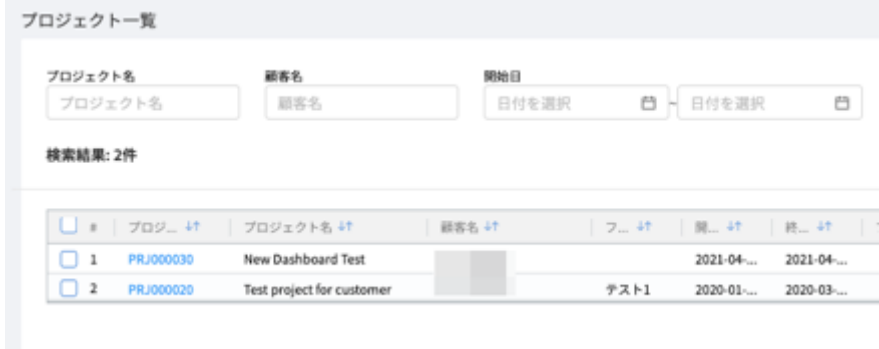 プロジェクト一覧
プロジェクト名 顧客名 開始日
プロジェクト名 顧客名 日付を選択 ~ 日付を選択
検索結果: 2件
# プロジ... プロジェクト名 顧客名 フ... 開... 終...
1 PRJ000030 New Dashboard Test 2021-04-... 2021-04-...
2 PRJ000020 Test project for customer テスト1 2020-01-... 2020-03-...